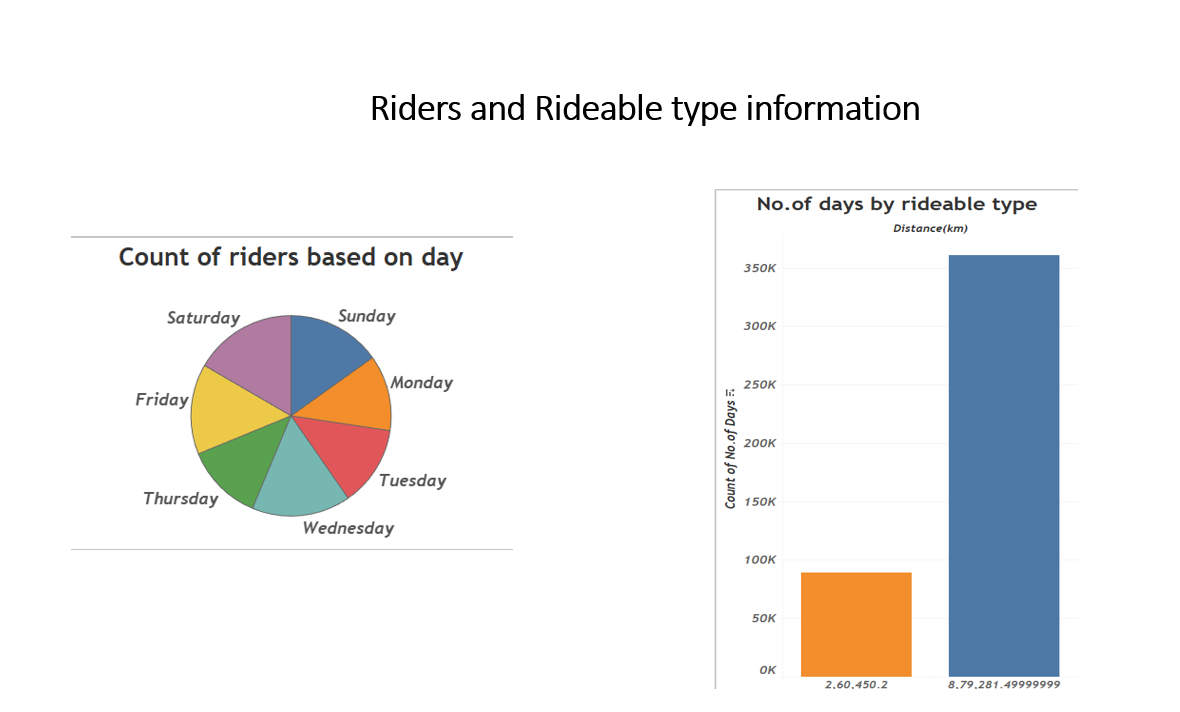 Riders and Rideable type information
Count of riders based on day
Saturday
Sunday
Monday
Friday
Tuesday
Thursday
Wednesday
No.of days by rideable type
Distance(km)
Count of No.of Days
350K
300K
250K
200K
150K
100K
50K
0K
2,60,450.2
8,79,281.49999999